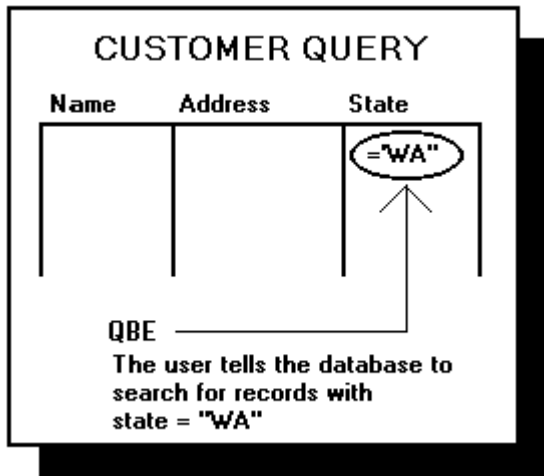 CUSTOMER QUERY
Name Address State
="WA"
QBE
The user tells the database to
search for records with
state = "WA"